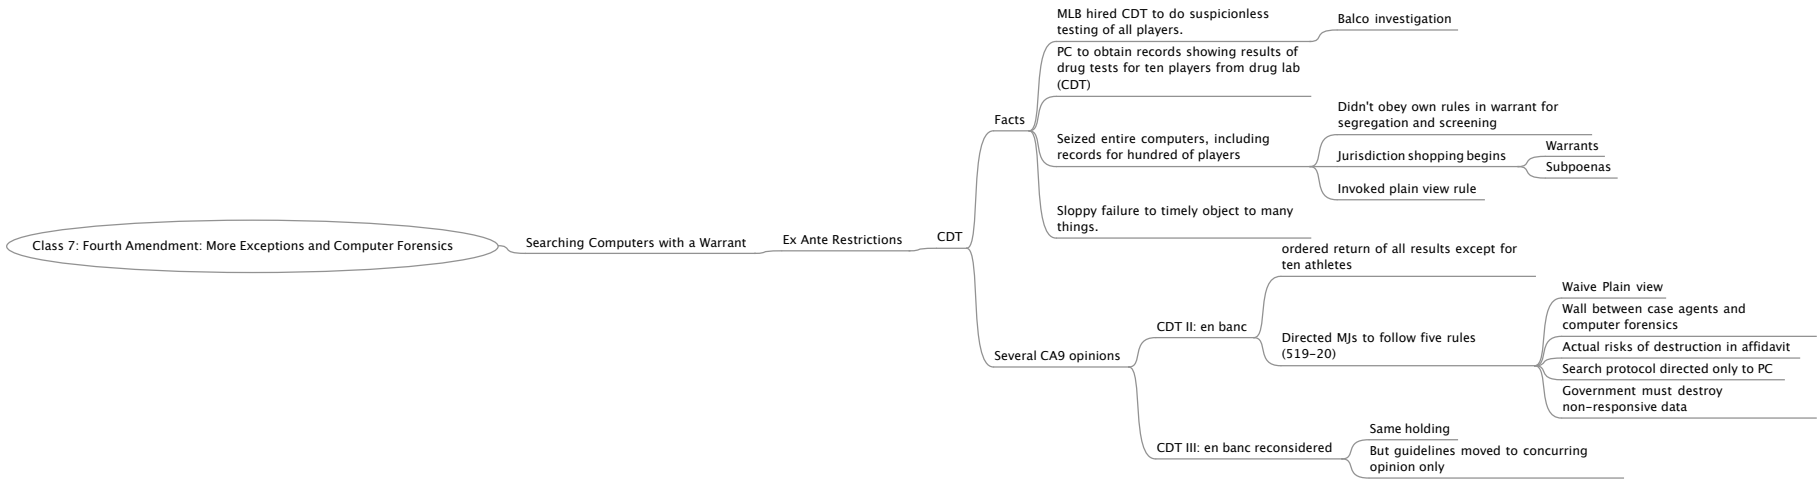 Class 7: Fourth Amendment: More Exceptions and Computer Forensics
Searching Computers with a Warrant
Ex Ante Restrictions
CDT
Facts
MLB hired CDT to do suspicionless
testing of all players.
Balco investigation
PC to obtain records showing results of
drug tests for ten players from drug lab
(CDT)
Seized entire computers, including
records for hundred of players
Didn't obey own rules in warrant for
segregation and screening
Jurisdiction shopping begins
Warrants
Subpoenas
Invoked plain view rule
Sloppy failure to timely object to many
things.
Several CA9 opinions
CDT II: en banc
ordered return of all results except for
ten athletes
Directed MJs to follow five rules
(519-20)
Waive Plain view
Wall between case agents and
computer forensics
Actual risks of destruction in affidavit
Search protocol directed only to PC
Government must destroy
non-responsive data
CDT III: en banc reconsidered
Same holding
But guidelines moved to concurring
opinion only